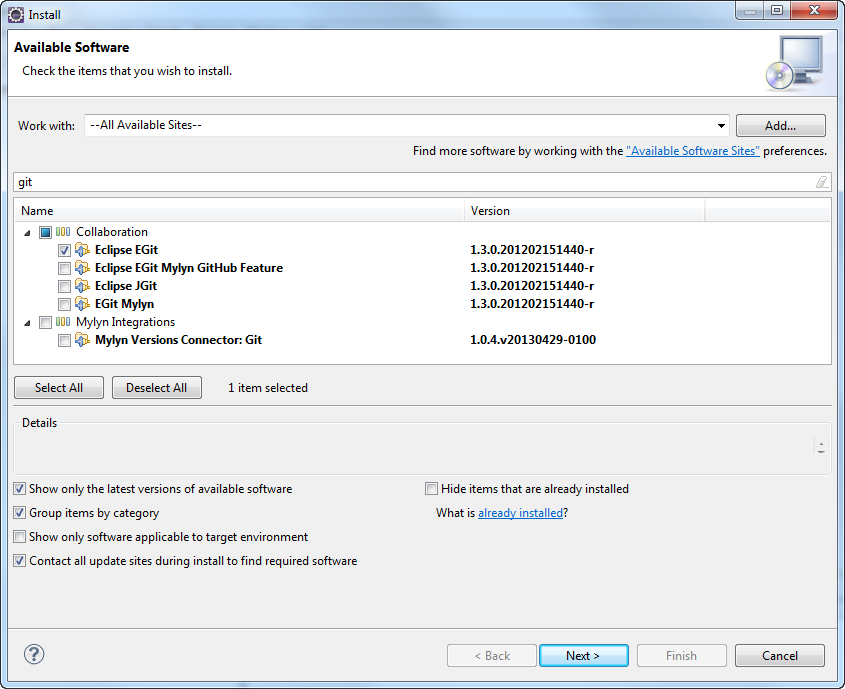 Install
Available Software
Check the items that you wish to install.
Work with: --All Available Sites-- Add...
Find more software by working with the "Available Software Sites" preferences.
git
Name Version
Collaboration
Eclipse EGit 1.3.0.201202151440-r
Eclipse EGit Mylyn GitHub Feature 1.3.0.201202151440-r
Eclipse JGit 1.3.0.201202151440-r
EGit Mylyn 1.3.0.201202151440-r
Mylyn Integrations
Mylyn Versions Connector: Git 1.0.4.v20130429-0100
Select All Deselect All 1 item selected
Details
Show only the latest versions of available software Hide items that are already installed
Group items by category What is already installed?
Show only software applicable to target environment
Contact all update sites during install to find required software
? < Back Next > Finish Cancel